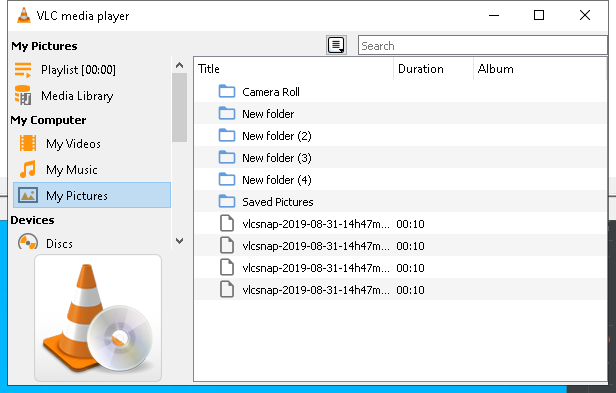 VLC media player
My Pictures
Playlist [00:00]
Media Library
My Computer
My Videos
My Music
My Pictures
Devices
Discs
Search
Title Duration Album
Camera Roll
New folder
New folder (2)
New folder (3)
New folder (4)
Saved Pictures
vlcsnap-2019-08-31-14h47m... 00:10
vlcsnap-2019-08-31-14h47m... 00:10
vlcsnap-2019-08-31-14h47m... 00:10
vlcsnap-2019-08-31-14h47m... 00:10